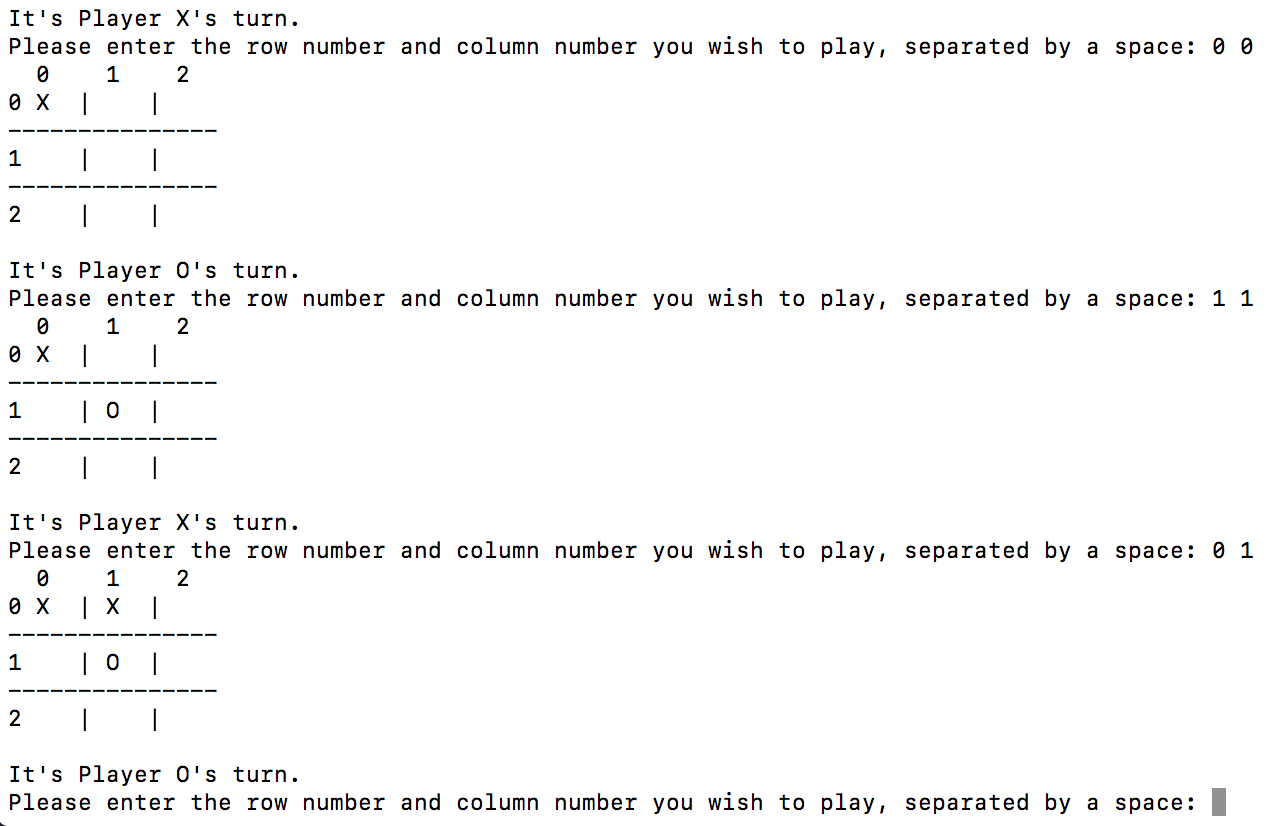 It's Player X's turn.
Please enter the row number and column number you wish to play, separated by a space: 0 0
  0    1    2
0 X  |    |
---------------
1    |    |
---------------
2    |    |

It's Player O's turn.
Please enter the row number and column number you wish to play, separated by a space: 1 1
  0    1    2
0 X  |    |
---------------
1    | O  |
---------------
2    |    |

It's Player X's turn.
Please enter the row number and column number you wish to play, separated by a space: 0 1
  0    1    2
0 X  | X  |
---------------
1    | O  |
---------------
2    |    |

It's Player O's turn.
Please enter the row number and column number you wish to play, separated by a space: